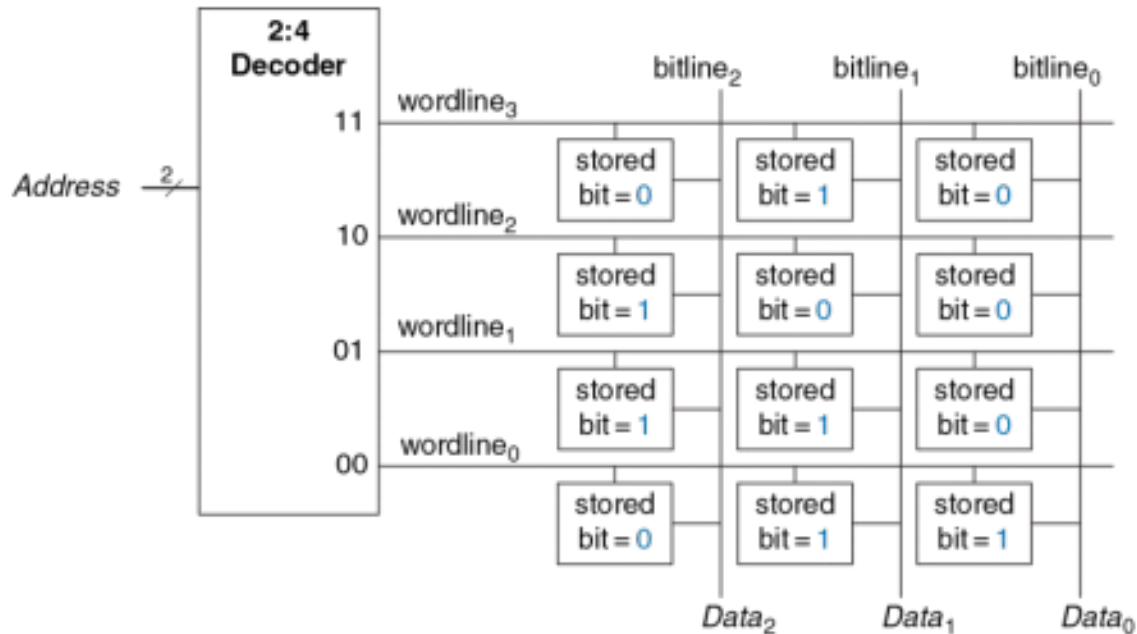 2:4
Decoder
bitline₂ bitline₁ bitline₀
wordline₃
11
stored stored stored
bit = 0 bit = 1 bit = 0
Address 2
wordline₂
10
stored stored stored
bit = 1 bit = 0 bit = 0
wordline₁
01
stored stored stored
bit = 1 bit = 1 bit = 0
wordline₀
00
stored stored stored
bit = 0 bit = 1 bit = 1
Data₂ Data₁ Data₀